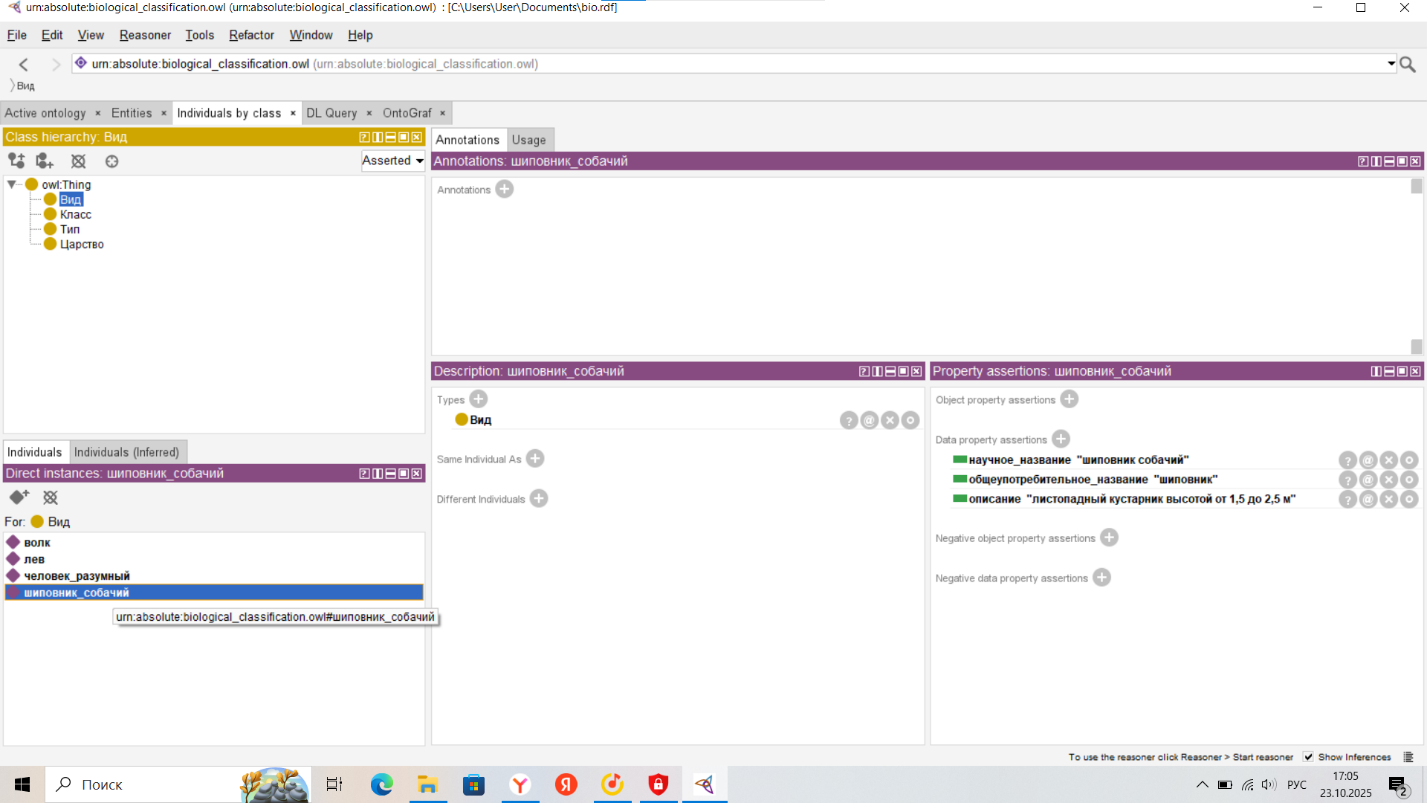 urn:absolute:biological_classification.owl (urn:absolute:biological_classification.owl) : [C:\Users\User\Documents\bio.rdf]
File Edit View Reasoner Tools Refactor Window Help
urn:absolute:biological_classification.owl (urn:absolute:biological_classification.owl)
Вид
Active ontology × Entities × Individuals by class × DL Query × OntoGraf ×
Class hierarchy: Вид
Asserted
owl:Thing
Вид
Класс
Тип
Царство
Annotations Usage
Annotations: шиповник_собачий
Annotations
Individuals Individuals (Inferred)
Direct instances: шиповник_собачий
For: Вид
волк
лев
человек_разумный
шиповник_собачий
urn:absolute:biological_classification.owl#шиповник_собачий
Description: шиповник_собачий
Types
Вид
Same Individual As
Different Individuals
Property assertions: шиповник_собачий
Object property assertions
Data property assertions
научное_название "шиповник собачий"
общеупотребительное_название "шиповник"
описание "листопадный кустарник высотой от 1,5 до 2,5 м"
Negative object property assertions
Negative data property assertions
To use the reasoner click Reasoner > Start reasoner Show Inferences
Поиск
РУС
17:05
23.10.2025
2